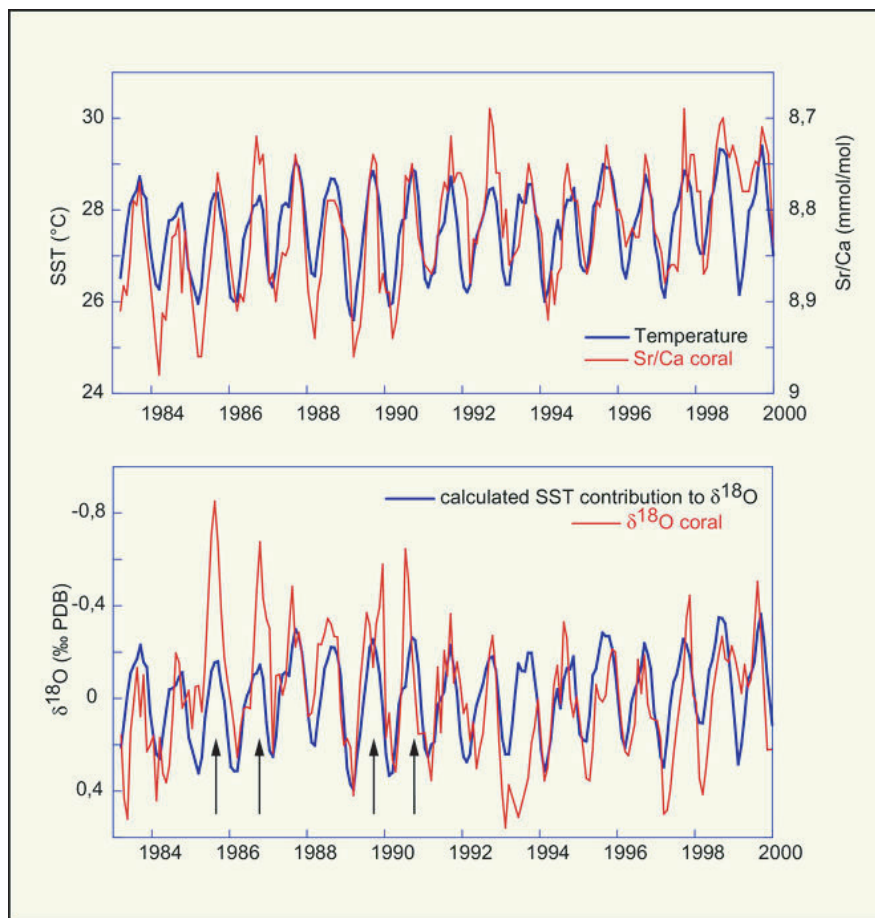 30
28
26
24
SST (°C)
8,7
8,8
8,9
9
Sr/Ca (mmol/mol)
Temperature
Sr/Ca coral
1984 1986 1988 1990 1992 1994 1996 1998 2000
-0,8
-0,4
0
0,4
δ18O (‰ PDB)
calculated SST contribution to δ18O
δ18O coral
1984 1986 1988 1990 1992 1994 1996 1998 2000